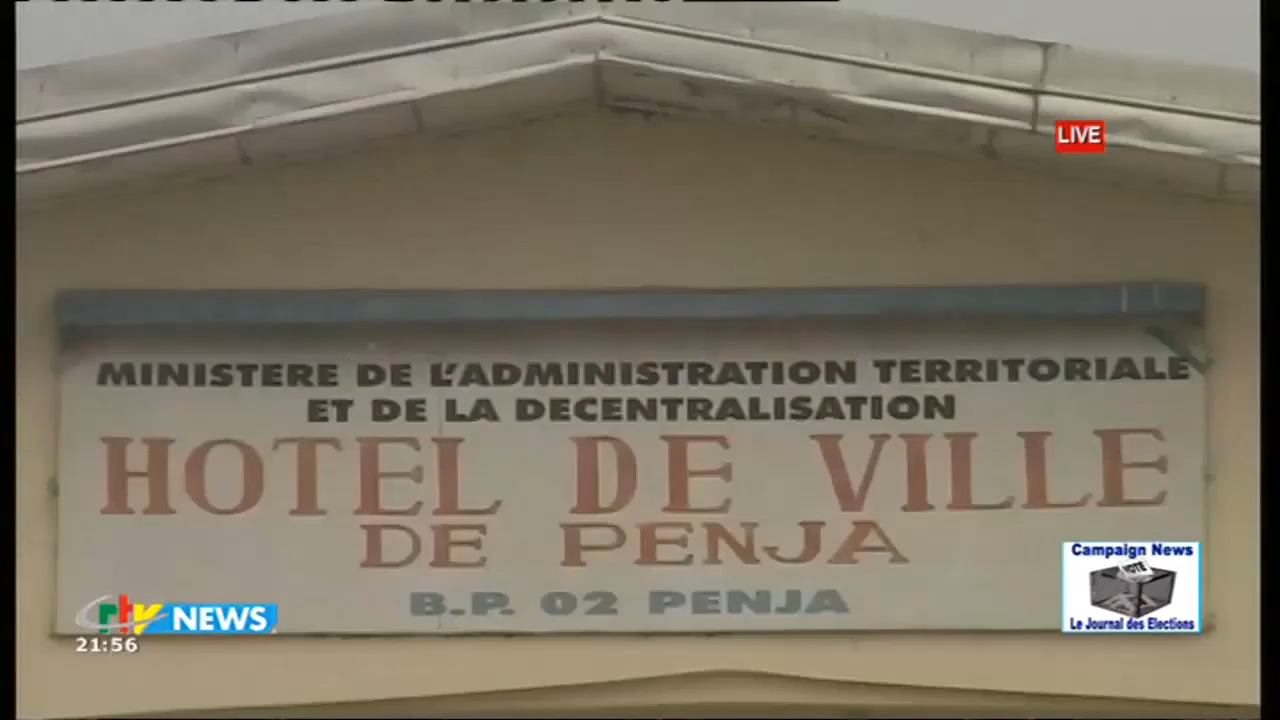 LIVE
MINISTERE DE L'ADMINISTRATION TERRITORIALE
ET DE LA DECENTRALISATION
HOTEL DE VILLE
DE PENJA
B.P. 02 PENJA
Campaign News
VOTE
Le Journal des Elections
rtv NEWS
21:56